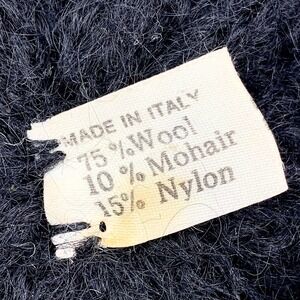 MADE IN ITALY
75 % Wool
10 % Mohair
15% Nylon